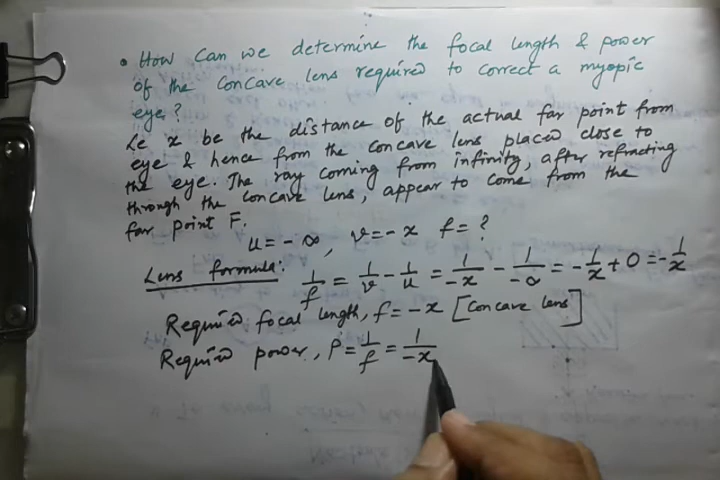 • How can we determine the focal length & power
of the concave lens required to correct a myopic
eye?
Le x be the distance of the actual far point from
eye & hence from the concave lens placed close to
the eye. The ray coming from infinity, after refracting
through the concave lens, appear to come from the
far point F.
u = - ∞, v = - x f = ?
Lens formula: 1/f = 1/v - 1/u = 1/-x - 1/-∞ = - 1/x + 0 = - 1/x
Required focal length, f = - x [Concave lens]
Required power, P = 1/f = 1/-x